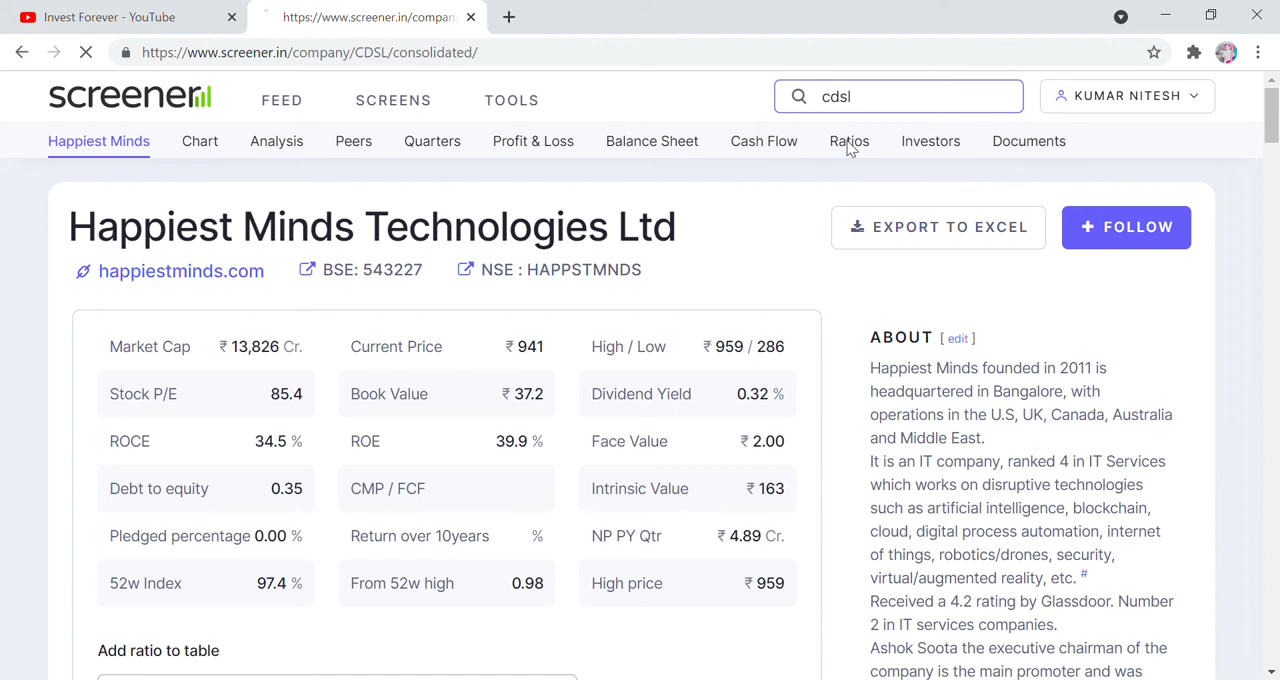 Invest Forever - YouTube
https://www.screener.in/compan
https://www.screener.in/company/CDSL/consolidated/
screener FEED SCREENS TOOLS cdsl KUMAR NITESH
Happiest Minds Chart Analysis Peers Quarters Profit & Loss Balance Sheet Cash Flow Ratios Investors Documents
Happiest Minds Technologies Ltd
EXPORT TO EXCEL
+ FOLLOW
happiestminds.com BSE: 543227 NSE : HAPPSTMNDS
Market Cap ₹ 13,826 Cr. Current Price ₹ 941 High / Low ₹ 959 / 286
Stock P/E 85.4 Book Value ₹ 37.2 Dividend Yield 0.32 %
ROCE 34.5 % ROE 39.9 % Face Value ₹ 2.00
Debt to equity 0.35 CMP / FCF Intrinsic Value ₹ 163
Pledged percentage 0.00 % Return over 10years % NP PY Qtr ₹ 4.89 Cr.
52w Index 97.4 % From 52w high 0.98 High price ₹ 959
Add ratio to table
ABOUT [ edit ]
Happiest Minds founded in 2011 is
headquartered in Bangalore, with
operations in the U.S, UK, Canada, Australia
and Middle East.
It is an IT company, ranked 4 in IT Services
which works on disruptive technologies
such as artificial intelligence, blockchain,
cloud, digital process automation, internet
of things, robotics/drones, security,
virtual/augmented reality, etc. #
Received a 4.2 rating by Glassdoor. Number
2 in IT services companies.
Ashok Soota the executive chairman of the
company is the main promoter and was